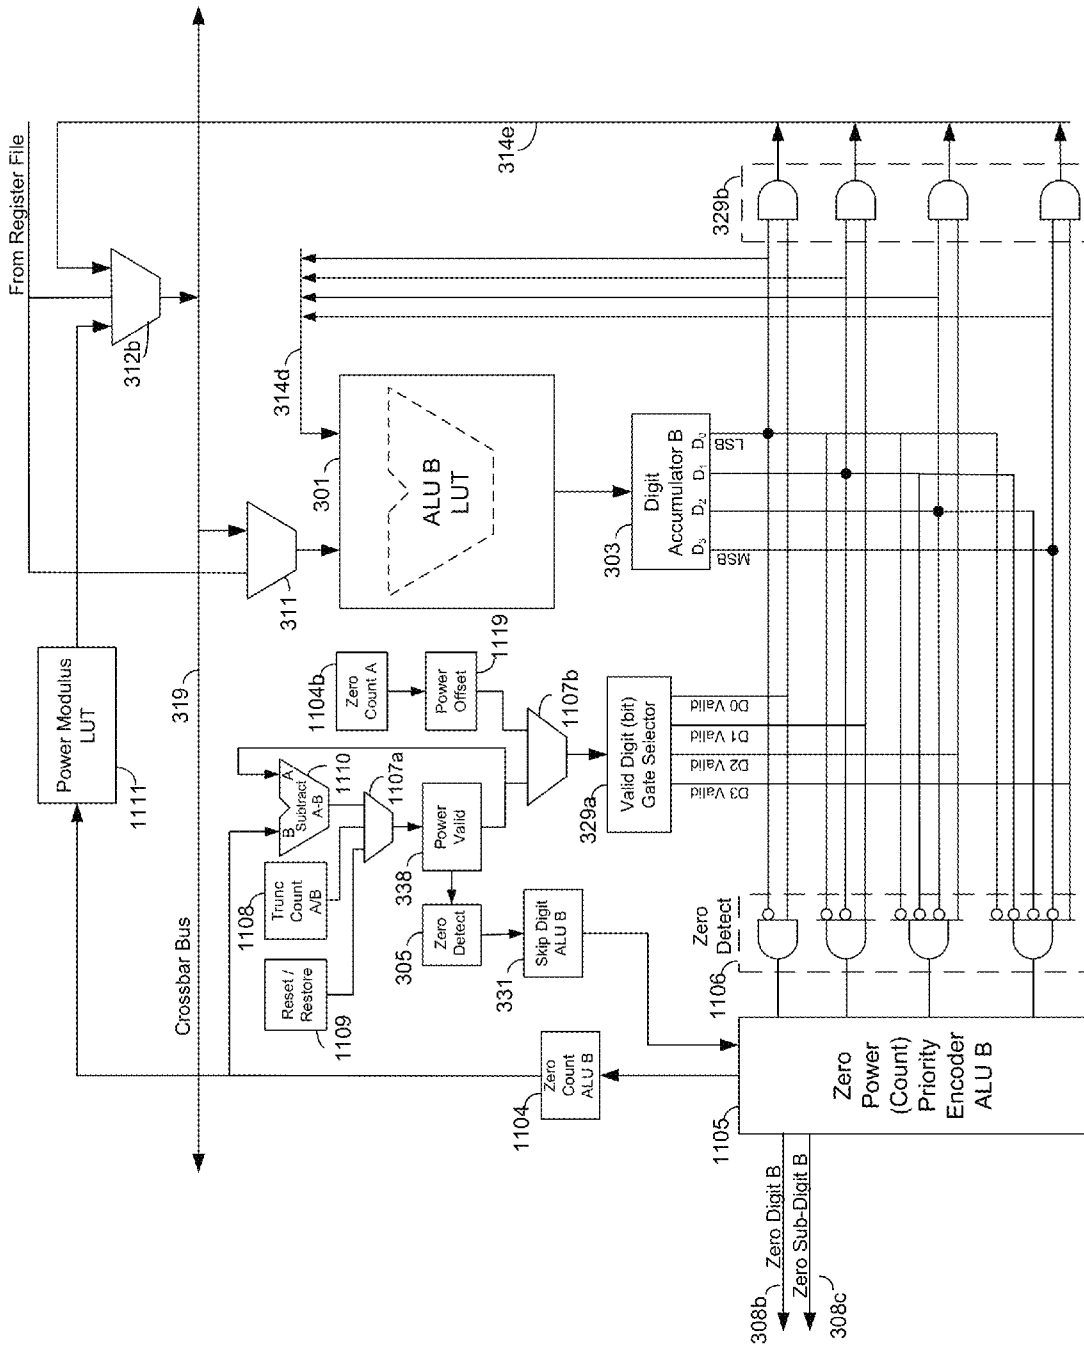 From Register File
312b
314e
329b
Power Modulus
LUT
1111
319
Crossbar Bus
311
314d
301
ALU B
LUT
Digit
Accumulator B
D3
D2
D1
D0
MSB
LSB
303
1104b
Zero
Count A
1119
Power
Offset
1107b
B
A
Subtract
A-B
1110
1107a
1108
Trunc
Count
A/B
Reset /
Restore
1109
338
Power
Valid
305
Zero
Detect
331
Skip Digit
ALU B
329a
Valid Digit (bit)
Gate Selector
D3 Valid
D2 Valid
D1 Valid
D0 Valid
1104
Zero
Count
ALU B
1106
Zero
Detect
1105
Zero
Power
(Count)
Priority
Encoder
ALU B
Zero Digit B
308b
Zero Sub-Digit B
308c